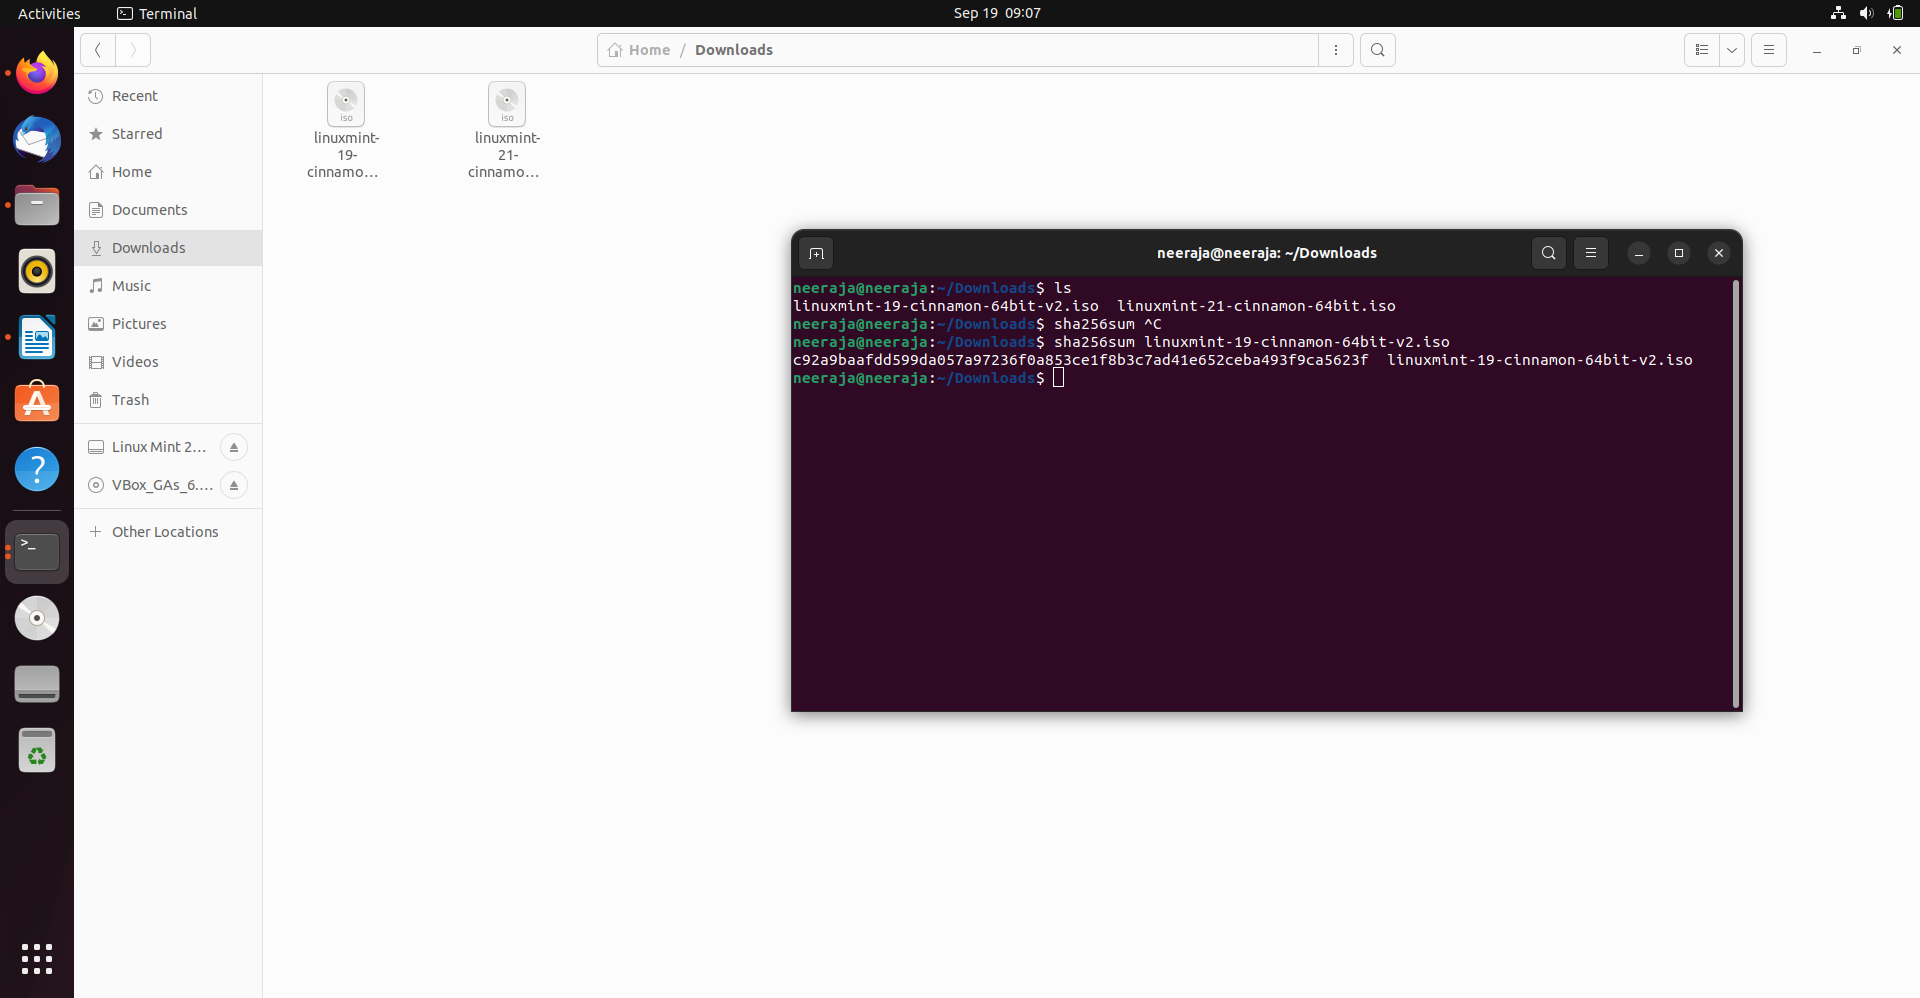 Activities Terminal Sep 19 09:07
Home / Downloads
Recent
Starred
Home
Documents
Downloads
Music
Pictures
Videos
Trash
Linux Mint 2...
VBox_GAs_6....
Other Locations
iso
linuxmint-
19-
cinnamo...
iso
linuxmint-
21-
cinnamo...
neeraja@neeraja: ~/Downloads
neeraja@neeraja:~/Downloads$ ls
linuxmint-19-cinnamon-64bit-v2.iso linuxmint-21-cinnamon-64bit.iso
neeraja@neeraja:~/Downloads$ sha256sum ^C
neeraja@neeraja:~/Downloads$ sha256sum linuxmint-19-cinnamon-64bit-v2.iso
c92a9baafdd599da057a97236f0a853ce1f8b3c7ad41e652ceba493f9ca5623f linuxmint-19-cinnamon-64bit-v2.iso
neeraja@neeraja:~/Downloads$